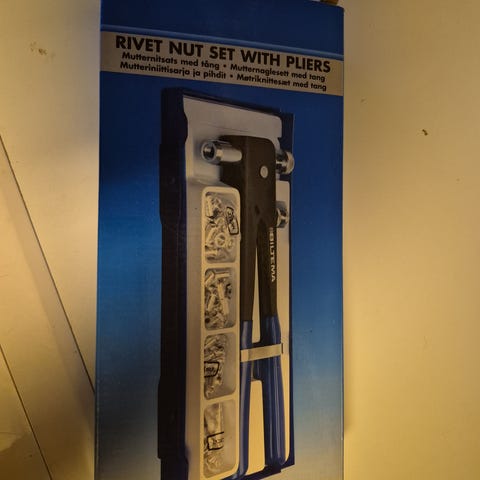 RIVET NUT SET WITH PLIERS
Mutternitsats med tång • Mutternaglesett med tang
Mutteriniittisarja ja pihdit • Møtriknittesæt med tang
BILTEMA